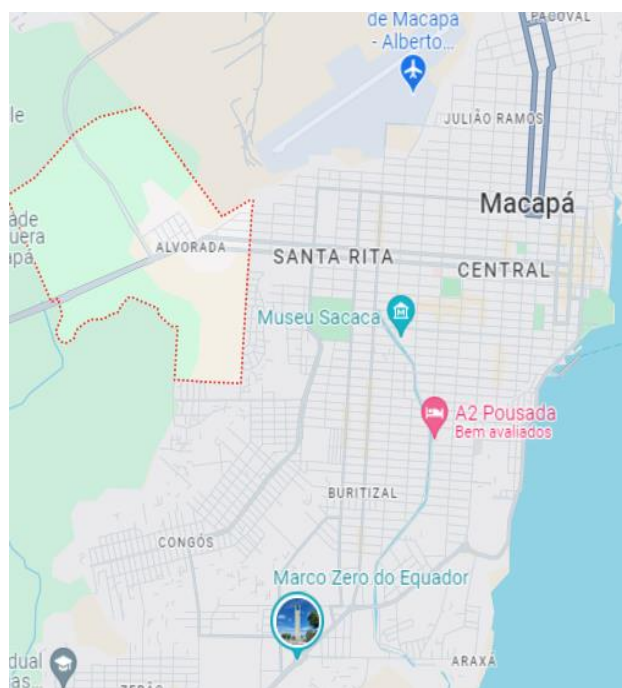 PACOVAL
de Macapá
- Alberto...
JULIÃO RAMOS
Macapá
ALVORADA
SANTA RITA
CENTRAL
Museu Sacaca
A2 Pousada
Bem avaliados
BURITIZAL
CONGÓS
Marco Zero do Equador
ARAXÁ